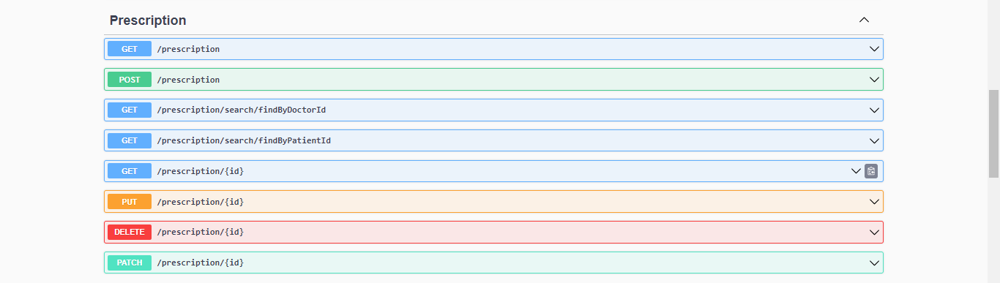 Prescription
GET /prescription
POST /prescription
GET /prescription/search/findByDoctorId
GET /prescription/search/findByPatientId
GET /prescription/{id}
PUT /prescription/{id}
DELETE /prescription/{id}
PATCH /prescription/{id}